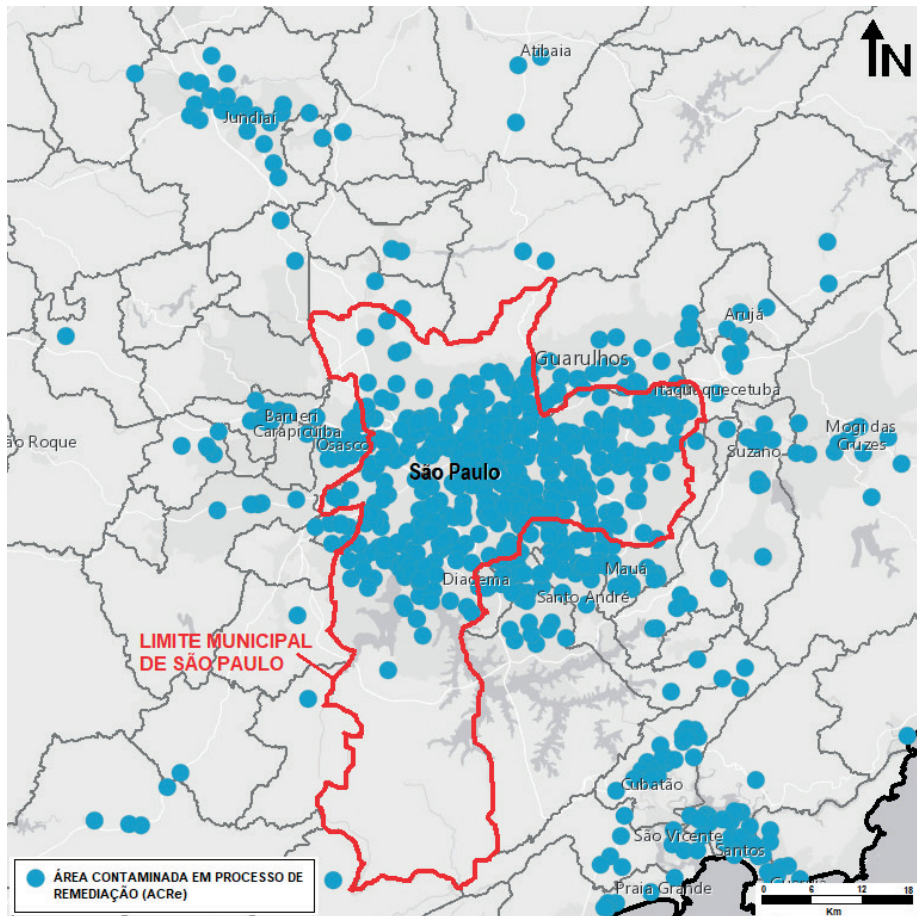 Atibaia
N
Jundiaí
Arujá
Guarulhos
Itaquaquecetuba
Barueri
Carapicuíba
Mogi das
Cruzes
ão Roque
Osasco
Suzano
São Paulo
Mauá
Diadema
Santo André
LIMITE MUNICIPAL
DE SÃO PAULO
Cubatão
São Vicente
Santos
Praia Grande
ÁREA CONTAMINADA EM PROCESSO DE
REMEDIAÇÃO (ACRe)
0 6 12 18
Km